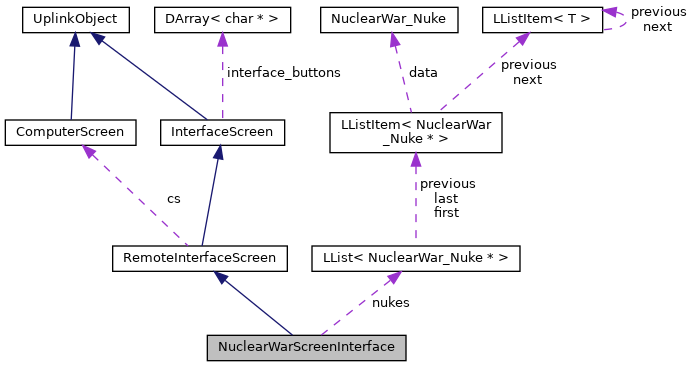 UplinkObject
DArray< char * >
NuclearWar_Nuke
LListItem< T >
previous
next
interface_buttons
data
previous
next
ComputerScreen
InterfaceScreen
LListItem< NuclearWar
_Nuke * >
cs
previous
last
first
RemoteInterfaceScreen
LList< NuclearWar_Nuke * >
nukes
NuclearWarScreenInterface